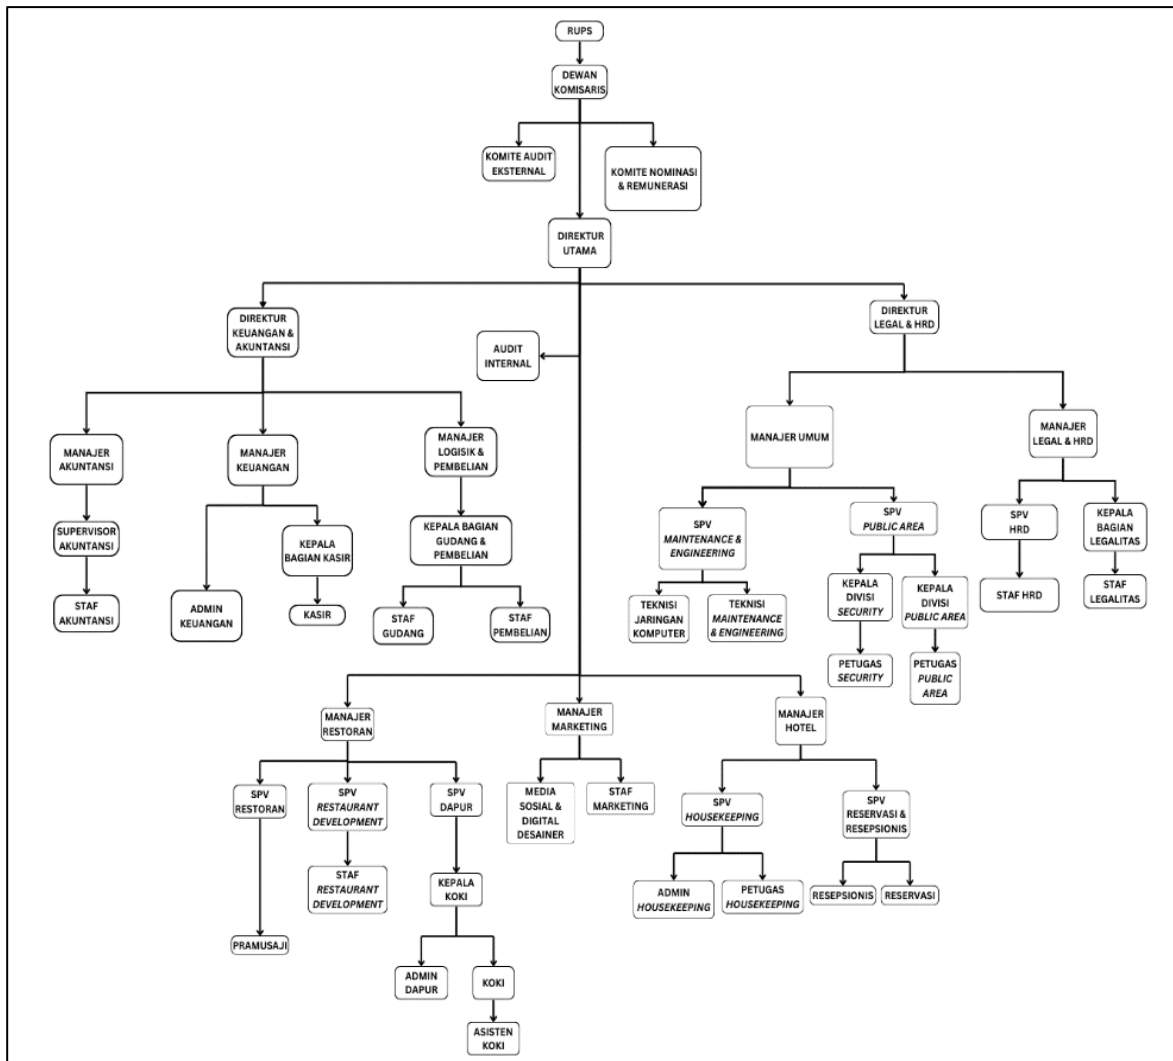 RUPS
DEWAN
KOMISARIS
KOMITE AUDIT
EKSTERNAL
KOMITE NOMINASI
& REMUNERASI
DIREKTUR
UTAMA
DIREKTUR
KEUANGAN &
AKUNTANSI
AUDIT
INTERNAL
DIREKTUR
LEGAL & HRD
MANAJER
AKUNTANSI
MANAJER
KEUANGAN
MANAJER
LOGISIK &
PEMBELIAN
MANAJER UMUM
MANAJER
LEGAL & HRD
SUPERVISOR
AKUNTANSI
KEPALA
BAGIAN KASIR
KEPALA BAGIAN
GUDANG &
PEMBELIAN
SPV
MAINTENANCE &
ENGINEERING
SPV
PUBLIC AREA
SPV
HRD
KEPALA
BAGIAN
LEGALITAS
STAF
AKUNTANSI
ADMIN
KEUANGAN
KASIR
STAF
GUDANG
STAF
PEMBELIAN
TEKNISI
JARINGAN
KOMPUTER
TEKNISI
MAINTENANCE
& ENGINEERING
KEPALA
DIVISI
SECURITY
KEPALA
DIVISI
PUBLIC AREA
STAF HRD
STAF
LEGALITAS
PETUGAS
SECURITY
PETUGAS
PUBLIC
AREA
MANAJER
RESTORAN
MANAJER
MARKETING
MANAJER
HOTEL
SPV
RESTORAN
SPV
RESTAURANT
DEVELOPMENT
SPV
DAPUR
MEDIA
SOSIAL &
DIGITAL
DESAINER
STAF
MARKETING
SPV
HOUSEKEEPING
SPV
RESERVASI &
RESEPSIONIS
STAF
RESTAURANT
DEVELOPMENT
KEPALA
KOKI
ADMIN
HOUSEKEEPING
PETUGAS
HOUSEKEEPING
RESEPSIONIS
RESERVASI
PRAMUSAJI
ADMIN
DAPUR
KOKI
ASISTEN
KOKI